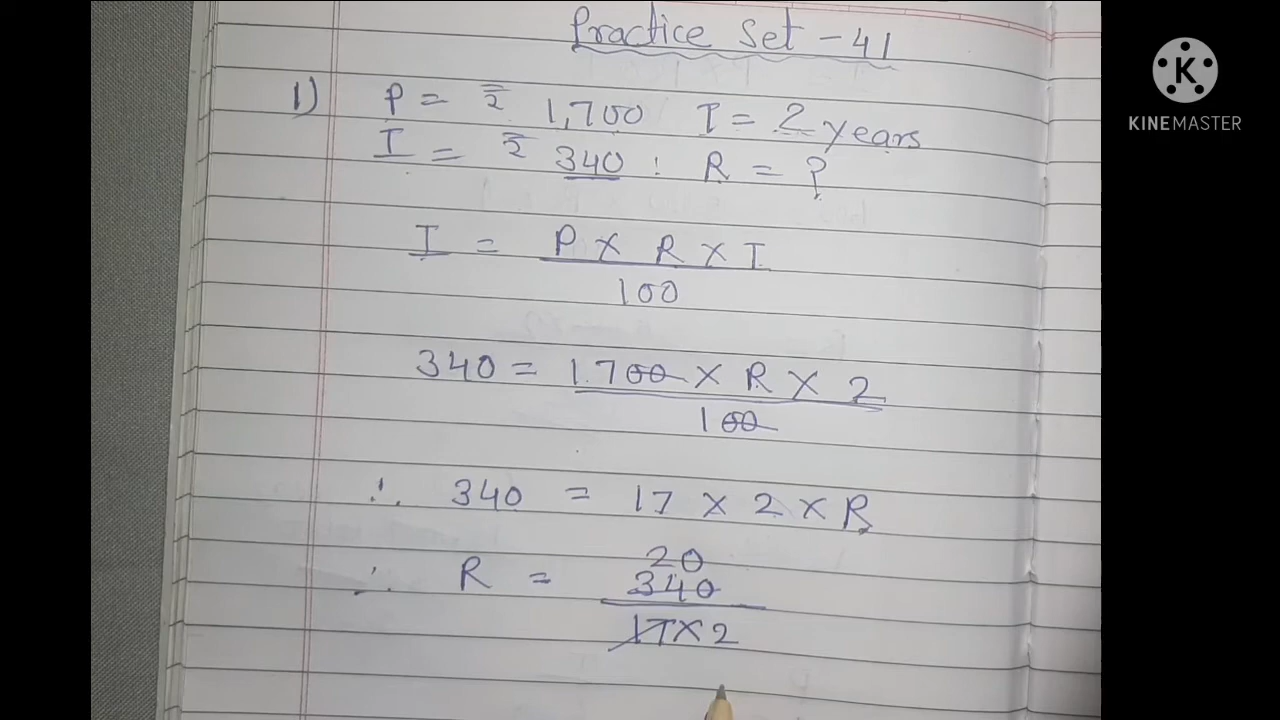 Practice Set - 41
1) P = ₹ 1,700 T = 2 years
I = ₹ 340 : R = ?
I = P × R × T
100
340 = 1700 × R × 2
100
∴ 340 = 17 × 2 × R
20
∴ R = 340
17 × 2
K
KINEMASTER